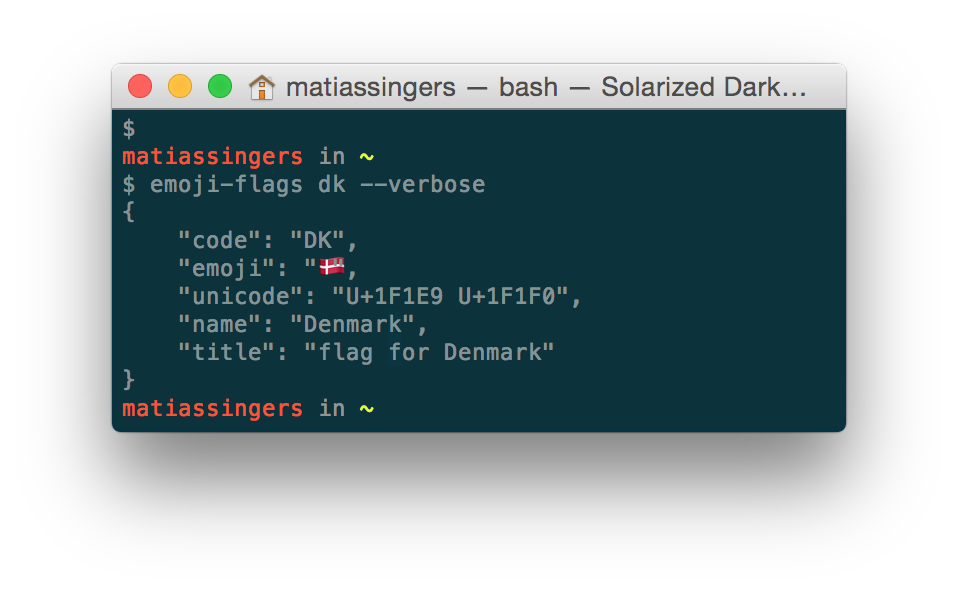 matiassingers — bash — Solarized Dark…
$
matiassingers in ~
$ emoji-flags dk --verbose
{
    "code": "DK",
    "emoji": "🇩🇰",
    "unicode": "U+1F1E9 U+1F1F0",
    "name": "Denmark",
    "title": "flag for Denmark"
}
matiassingers in ~